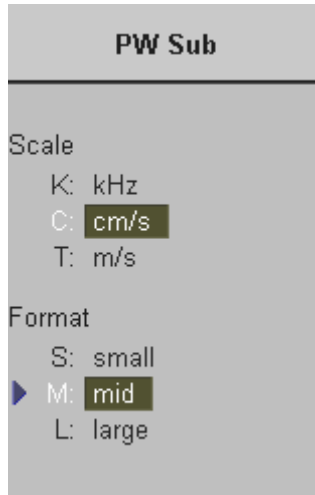 PW Sub
Scale
K: kHz
C: cm/s
T: m/s
Format
S: small
M: mid
L: large